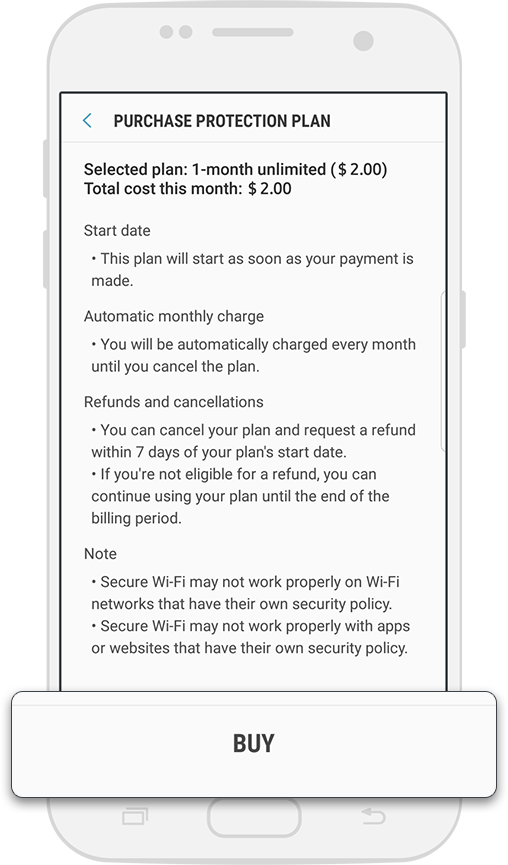 PURCHASE PROTECTION PLAN
Selected plan: 1-month unlimited ($ 2.00)
Total cost this month: $ 2.00
Start date
• This plan will start as soon as your payment is
made.
Automatic monthly charge
• You will be automatically charged every month
until you cancel the plan.
Refunds and cancellations
• You can cancel your plan and request a refund
within 7 days of your plan's start date.
• If you're not eligible for a refund, you can
continue using your plan until the end of the
billing period.
Note
• Secure Wi-Fi may not work properly on Wi-Fi
networks that have their own security policy.
• Secure Wi-Fi may not work properly with apps
or websites that have their own security policy.
BUY